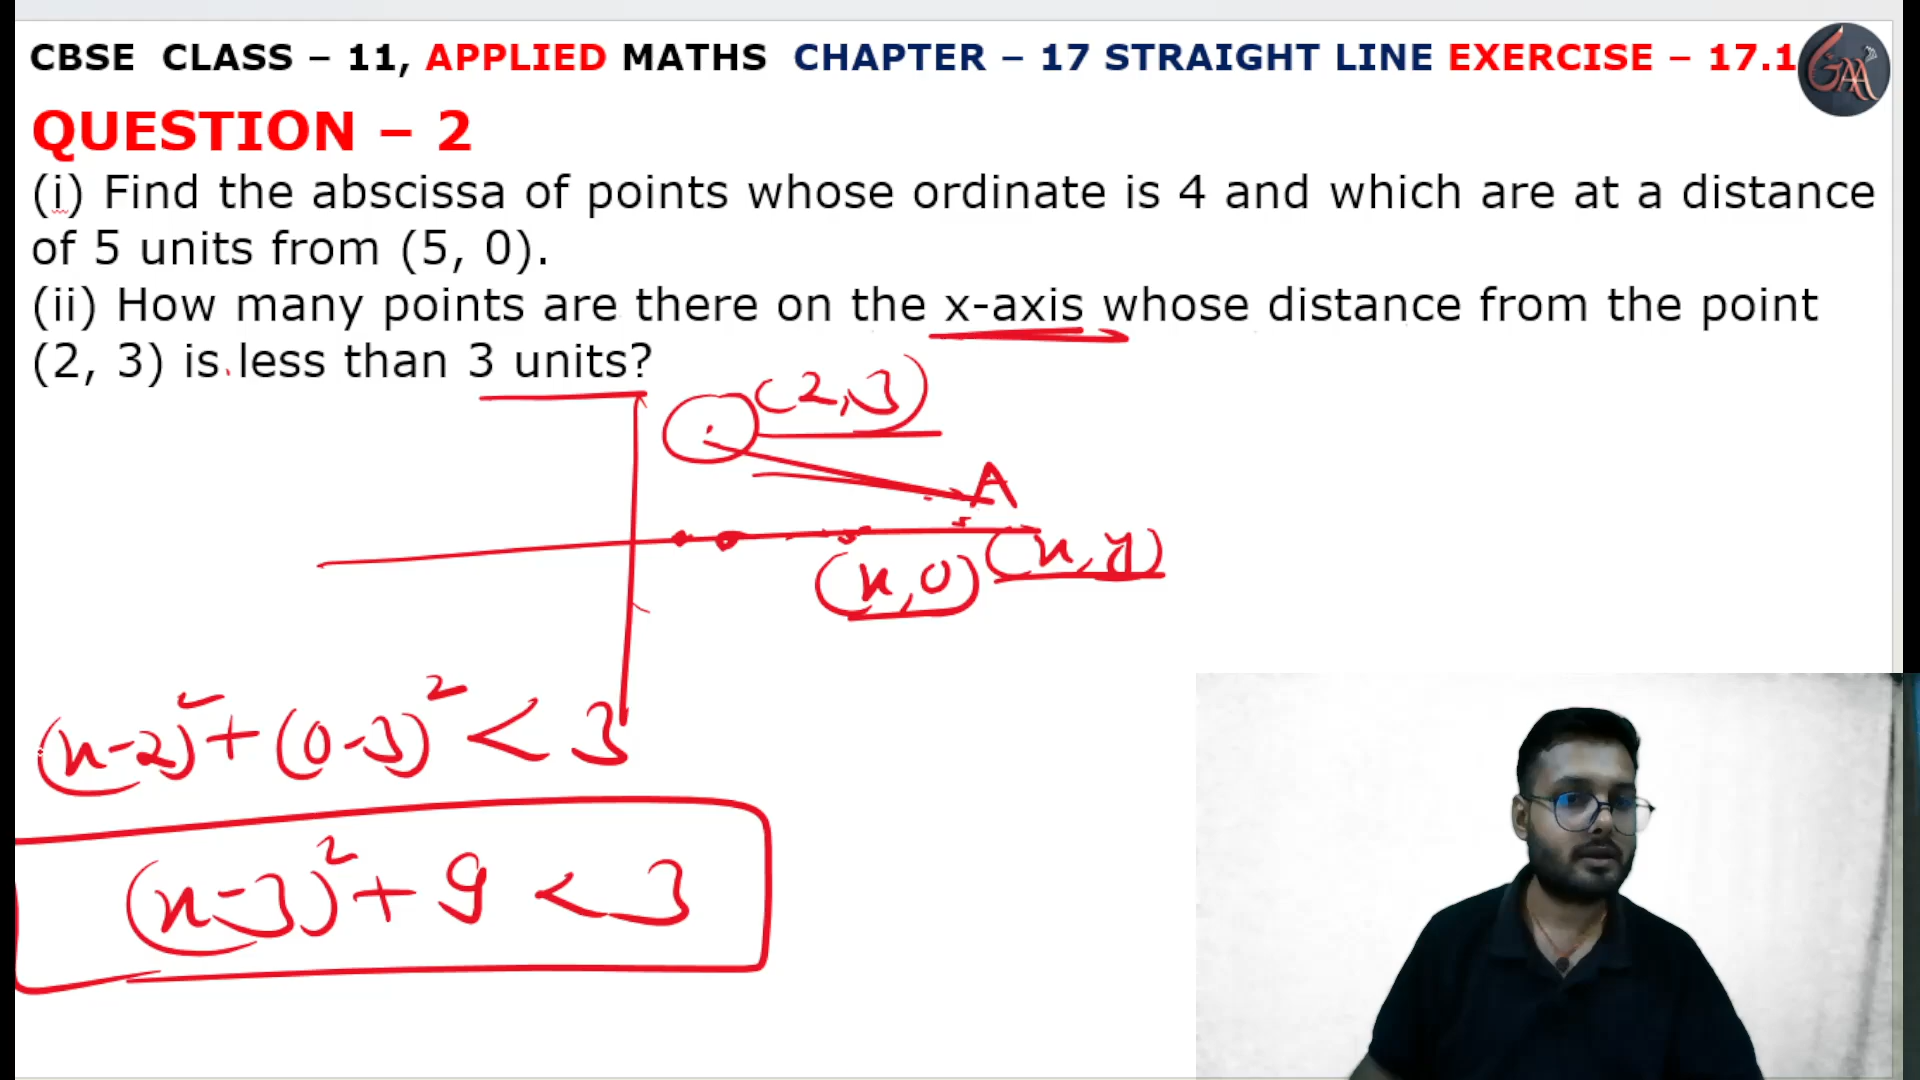 CBSE CLASS – 11, APPLIED MATHS CHAPTER – 17 STRAIGHT LINE EXERCISE – 17.1
GAA
QUESTION – 2
(i) Find the abscissa of points whose ordinate is 4 and which are at a distance
of 5 units from (5, 0).
(ii) How many points are there on the x-axis whose distance from the point
(2, 3) is less than 3 units?
(2,3)
A
(x,0) (x,y)
(x-2)²+(0-3)² < 3
(x-3)²+9 < 3